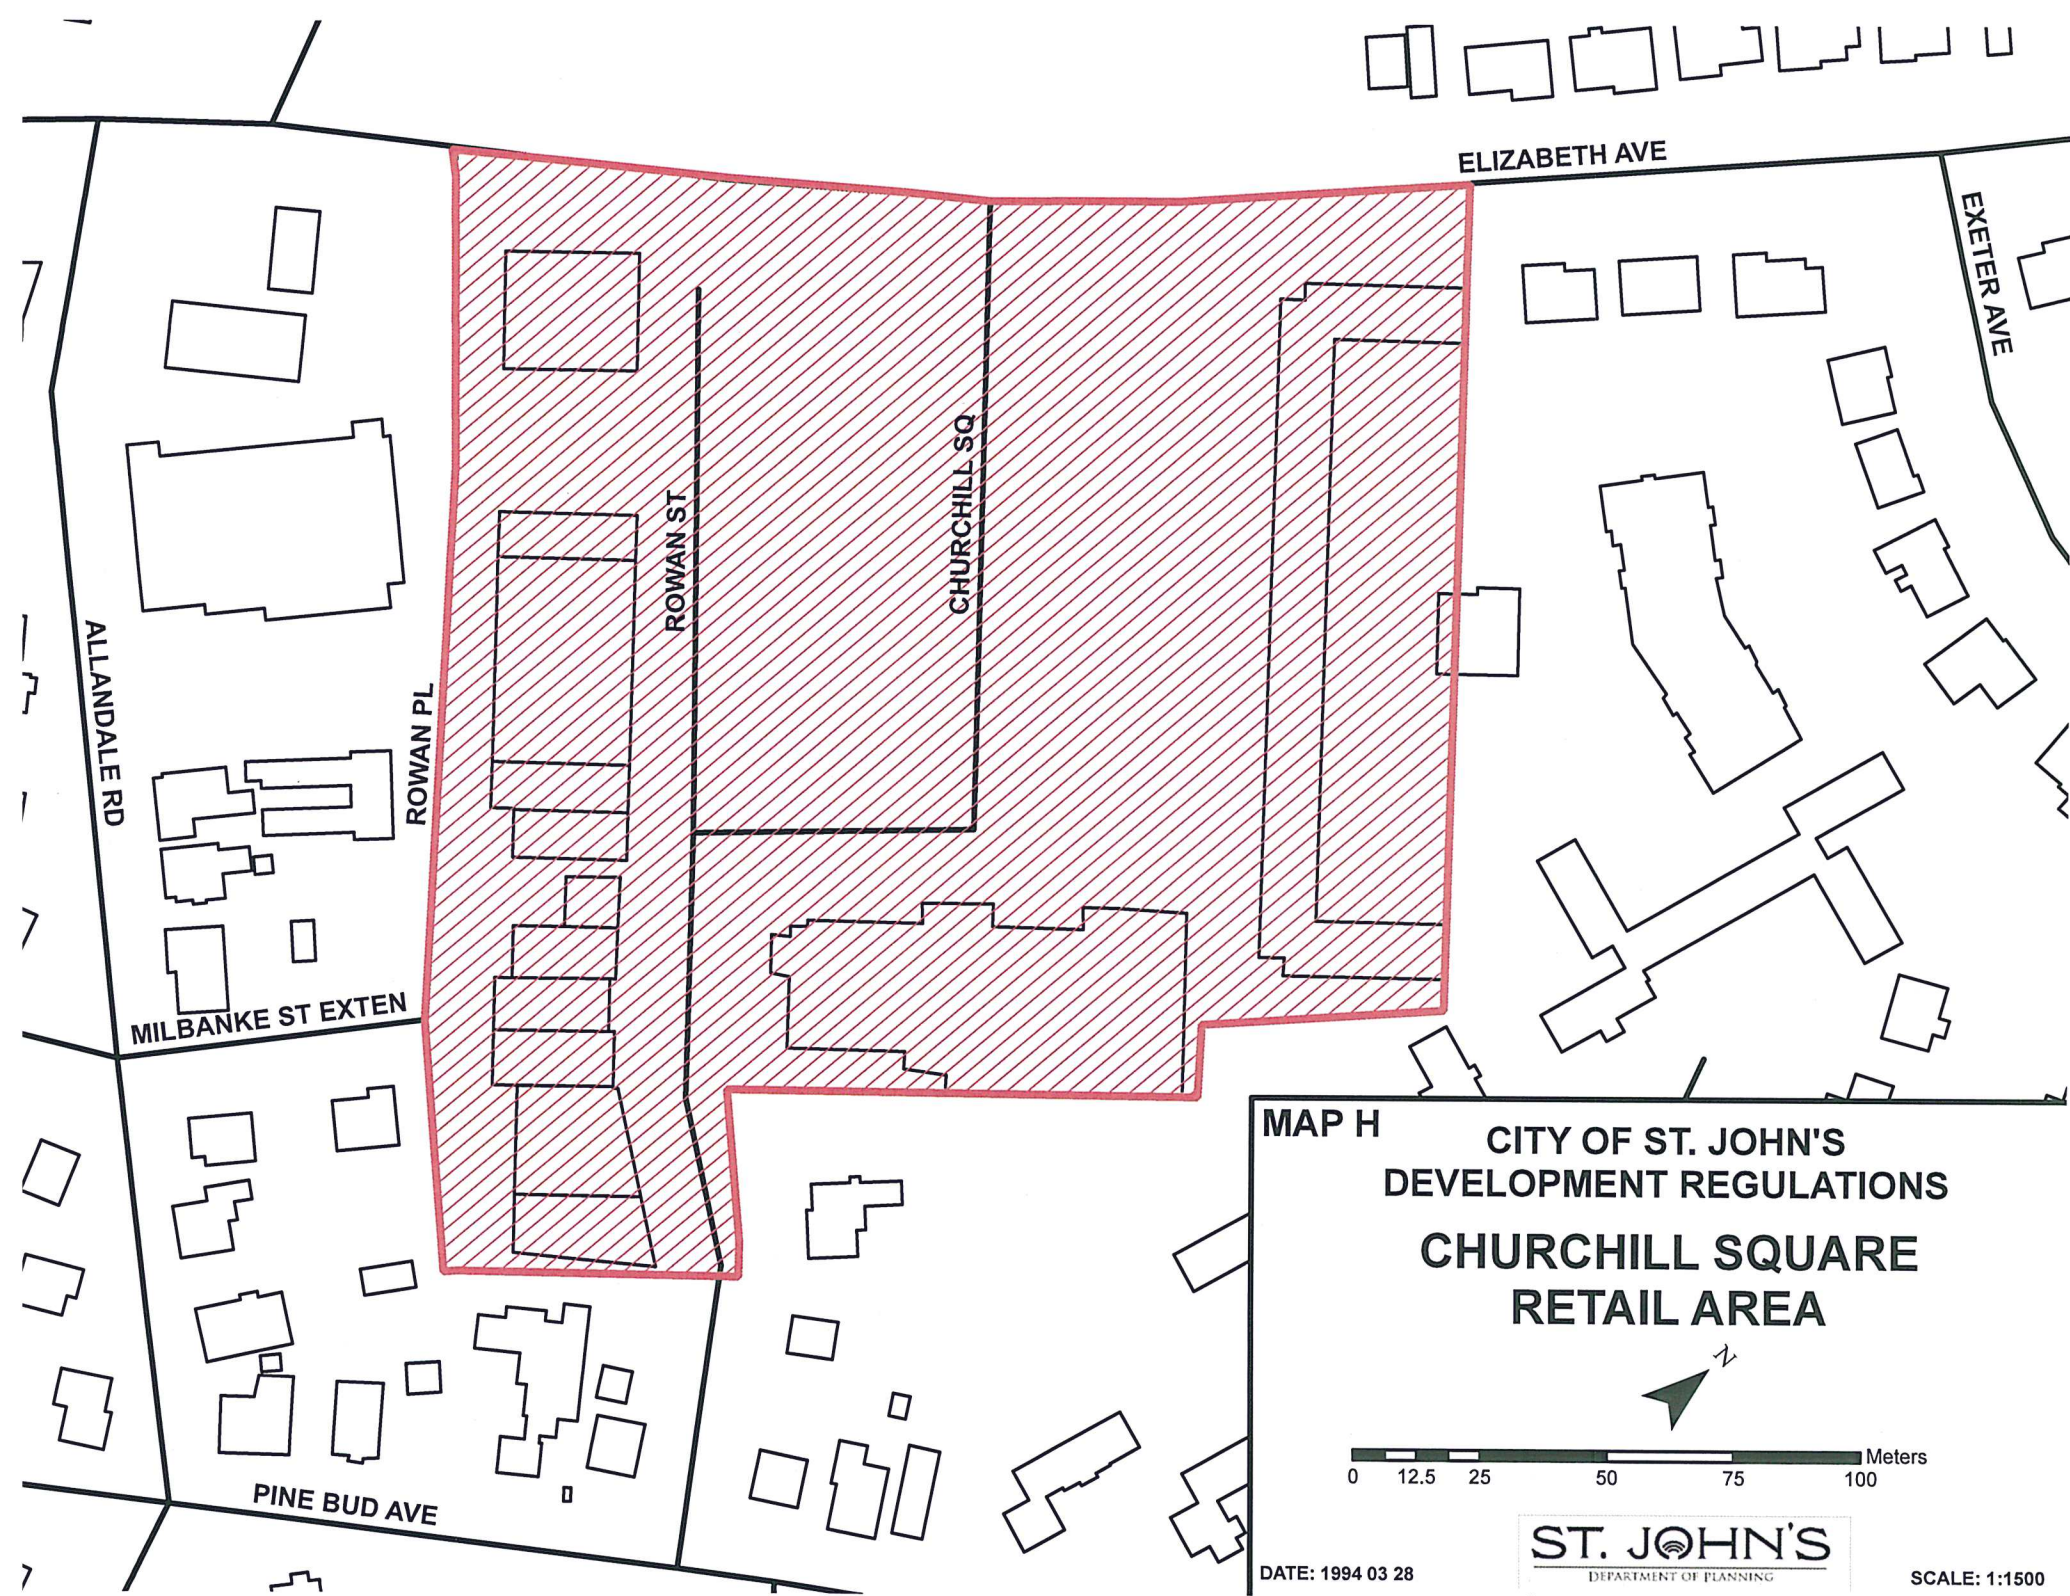 ELIZABETH AVE
EXETER AVE
CHURCHILL SQ
ROWAN ST
ALLANDALE RD
ROWAN PL
MILBANKE ST EXTEN
PINE BUD AVE
MAP H
CITY OF ST. JOHN'S
DEVELOPMENT REGULATIONS
CHURCHILL SQUARE
RETAIL AREA
N
Meters
0 12.5 25 50 75 100
ST. JOHN'S
DEPARTMENT OF PLANNING
DATE: 1994 03 28
SCALE: 1:1500